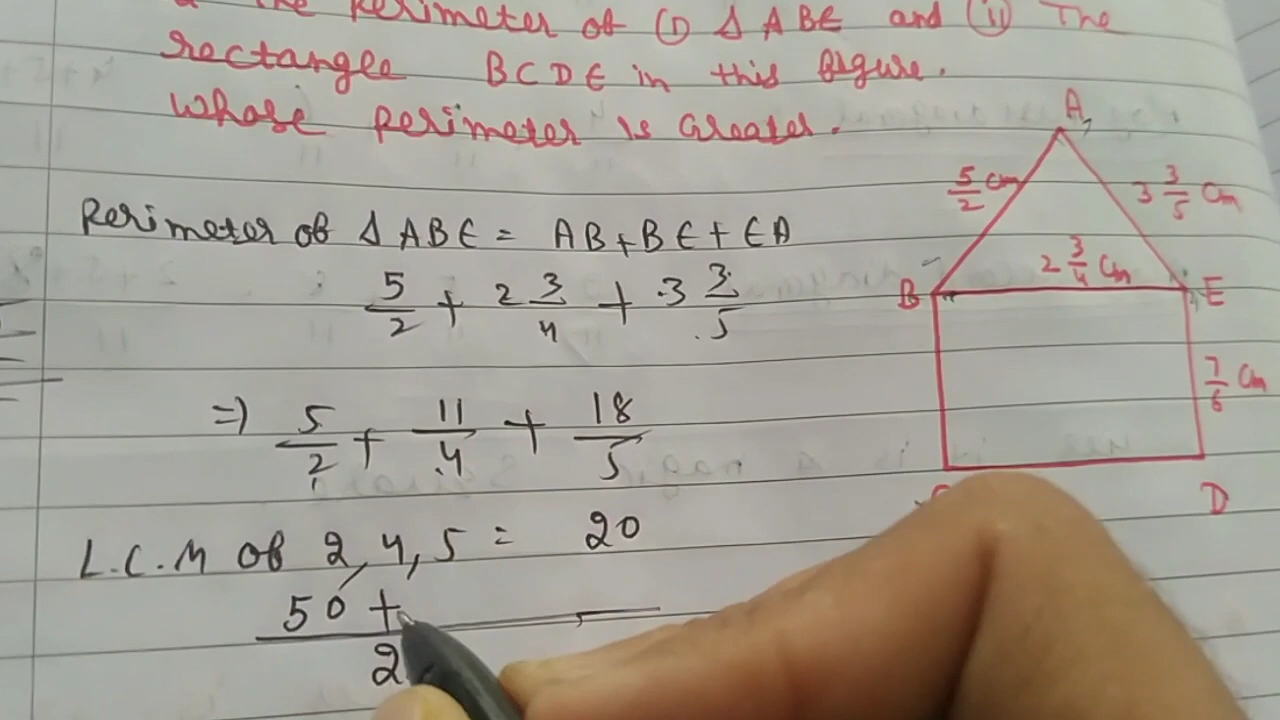 the perimeter of (i) Δ ABE and (ii) The
rectangle BCDE in this figure.
whose perimeter is Greater.
Perimeter of Δ ABE = AB + BE + EA
5/2 + 2 3/4 + 3 3/5
=) 5/2 + 11/4 + 18/5
L.C.M of 2,4,5 = 20
50 +
2
A
5/2 cm
3 3/5 cm
2 3/4 cm
B
E
7/6 cm
D